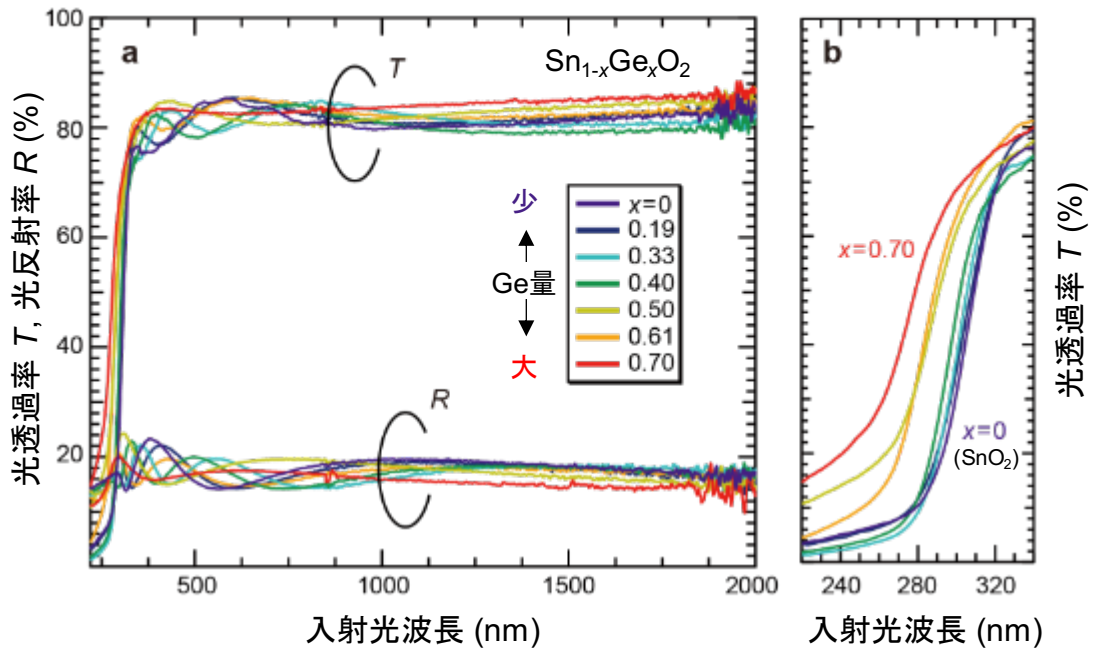 a
T
Sn1-xGexO2
光透過率 T, 光反射率 R (%)
100
80
60
40
20
少
Ge量
大
x=0
0.19
0.33
0.40
0.50
0.61
0.70
R
500
1000
1500
2000
入射光波長 (nm)
b
x=0.70
x=0
(SnO2)
光透過率 T (%)
240
280
320
入射光波長 (nm)